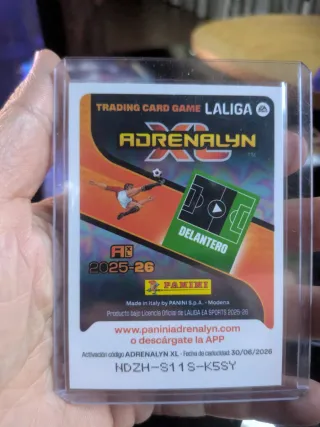 TRADING CARD GAME LALIGA
ADRENALYN
XL
DELANTERO
2025-26
PANINI
Made in Italy by PANINI S.p.A. - Modena
Producto bajo Licencia Oficial de LALIGA EA SPORTS 2025-26
www.paniniadrenalyn.com
o descárgate la APP
Activación código ADRENALYN XL - Fecha de caducidad: 30/06/2026
NDZH-S11S-K5SY